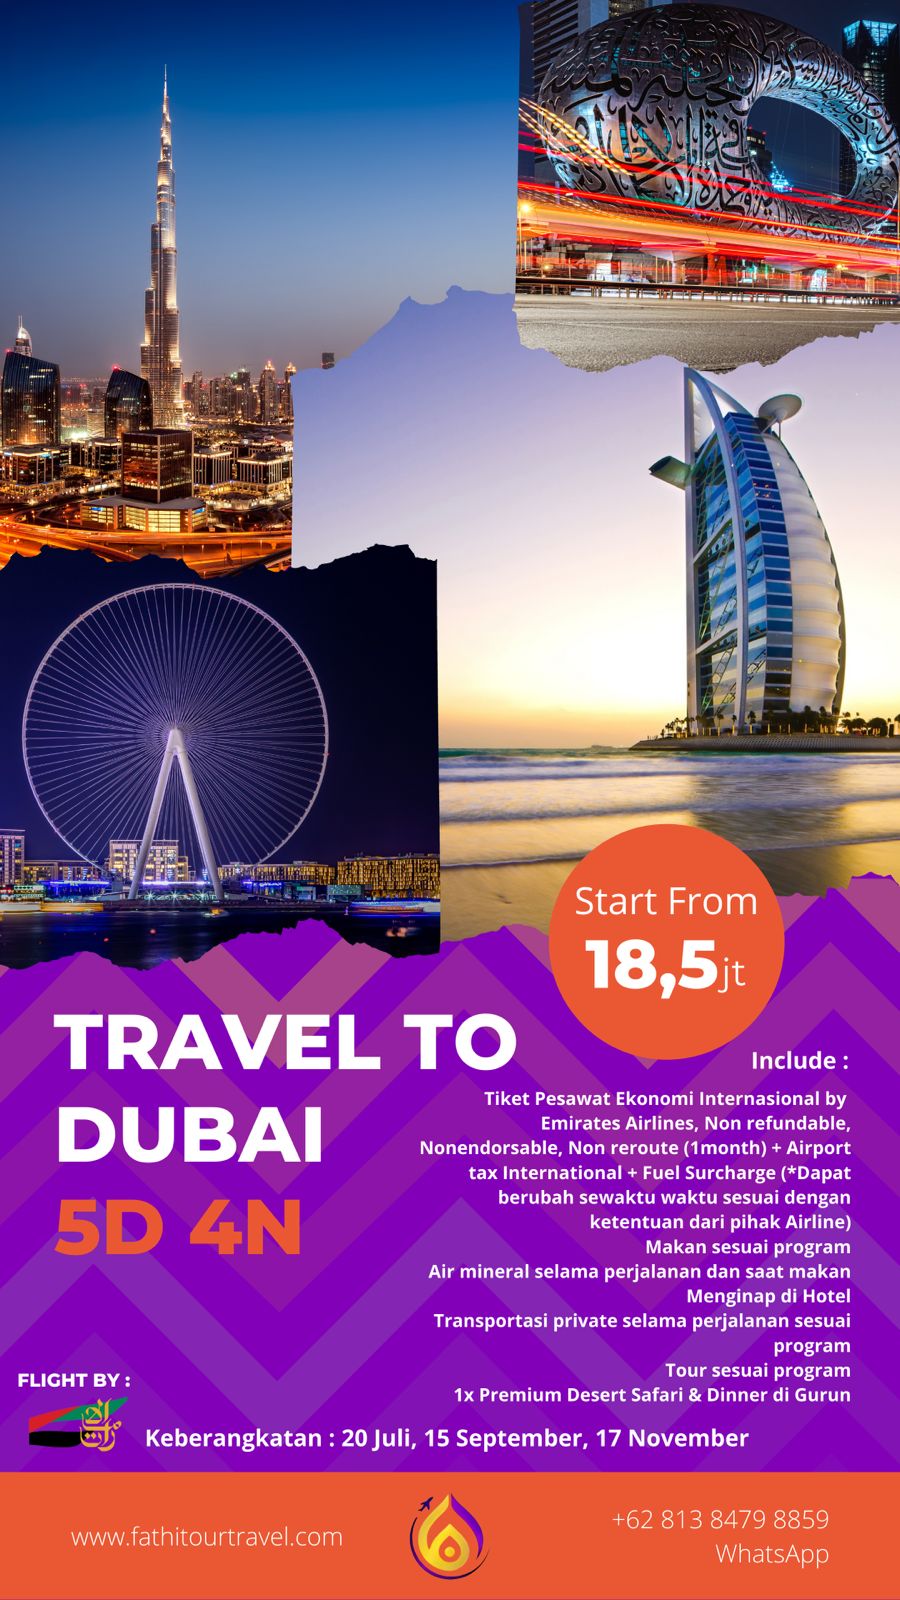 Start From
18,5jt
TRAVEL TO
DUBAI
5D 4N
Include :
Tiket Pesawat Ekonomi Internasional by
Emirates Airlines, Non refundable,
Nonendorsable, Non reroute (1month) + Airport
tax International + Fuel Surcharge (*Dapat
berubah sewaktu waktu sesuai dengan
ketentuan dari pihak Airline)
Makan sesuai program
Air mineral selama perjalanan dan saat makan
Menginap di Hotel
Transportasi private selama perjalanan sesuai
program
Tour sesuai program
1x Premium Desert Safari & Dinner di Gurun
FLIGHT BY :
Keberangkatan : 20 Juli, 15 September, 17 November
www.fathitourtravel.com
+62 813 8479 8859
WhatsApp